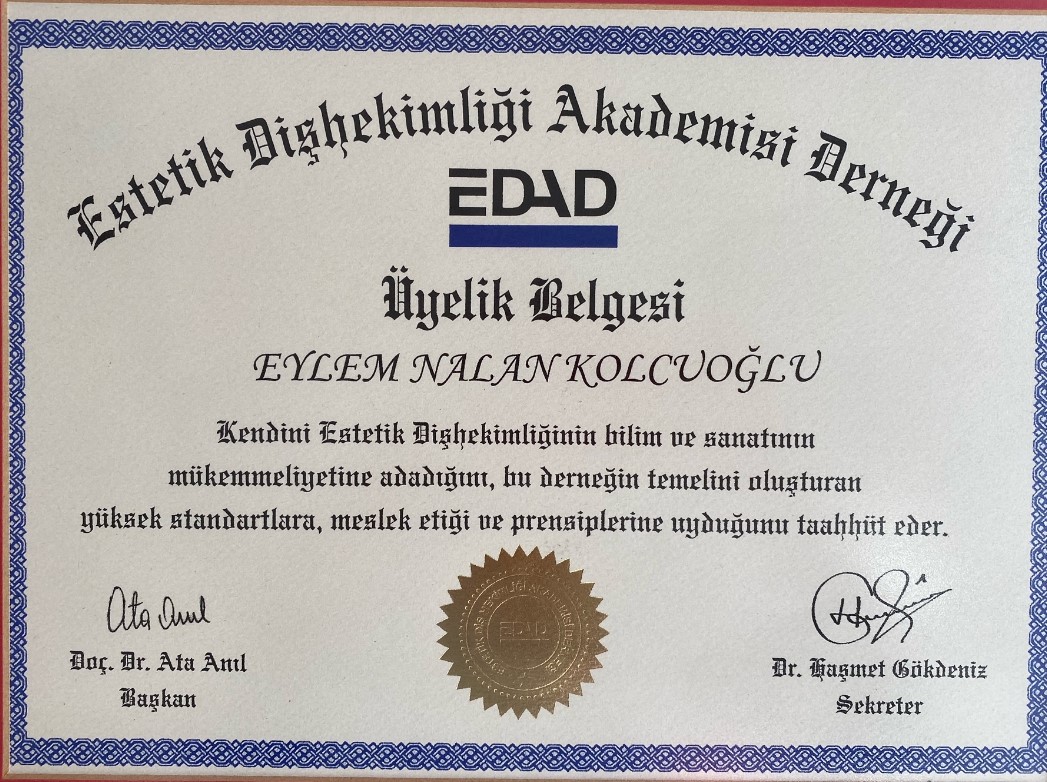 Estetik Dişhekimliği Akademisi Derneği
EDAD
Üyelik Belgesi
EYLEM NALAN KOLCUOĞLU
Kendini Estetik Dişhekimliğinin bilim ve sanatının
mükemmeliyetine adadığını, bu derneğin temelini oluşturan
yüksek standartlara, meslek etiği ve prensiplerine uyduğunu taahhüt eder.
EDAD
Ata Anıl
Doç. Dr. Ata Anıl
Başkan
Dr. Haşmet Gökdeniz
Sekreter